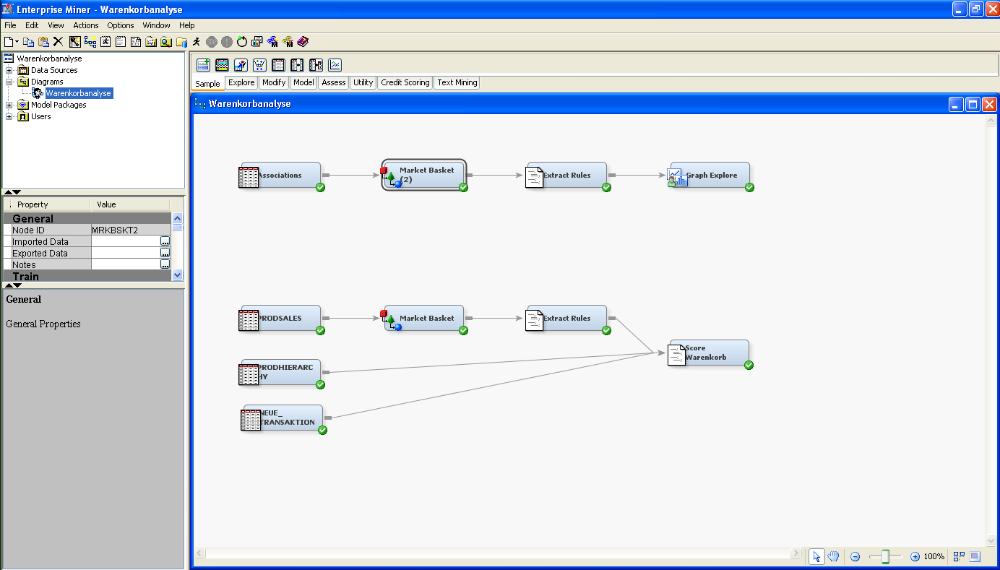 Enterprise Miner - Warenkorbanalyse
File Edit View Actions Options Window Help
Warenkorbanalyse
Data Sources
Diagrams
Warenkorbanalyse
Model Packages
Users
Property Value
General
Node ID MRKBSKT2
Imported Data ...
Exported Data ...
Notes ...
Train
General
General Properties
Sample Explore Modify Model Assess Utility Credit Scoring Text Mining
Warenkorbanalyse
Associations
Market Basket
(2)
Extract Rules
Graph Explore
PRODSALES
Market Basket
Extract Rules
Score
Warenkorb
PRODHIERARC
HY
NEUE_
TRANSAKTION
100%